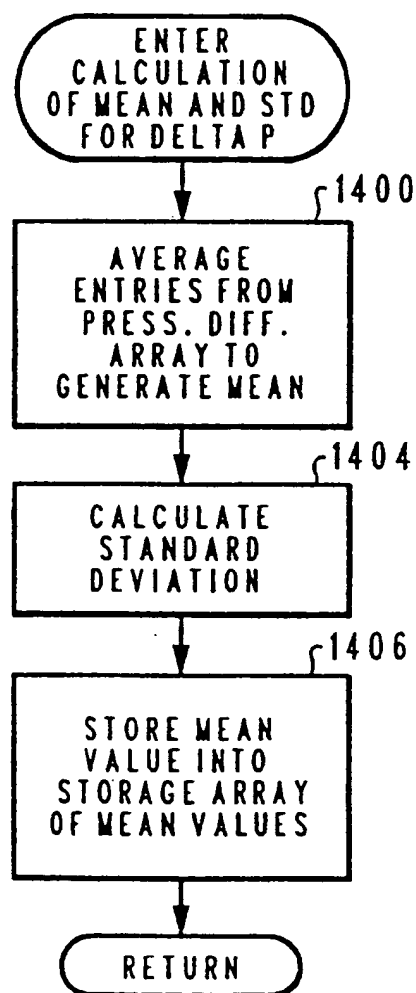 ENTER
CALCULATION
OF MEAN AND STD
FOR DELTA P
1400
AVERAGE
ENTRIES FROM
PRESS. DIFF.
ARRAY TO
GENERATE MEAN
1404
CALCULATE
STANDARD
DEVIATION
1406
STORE MEAN
VALUE INTO
STORAGE ARRAY
OF MEAN VALUES
RETURN